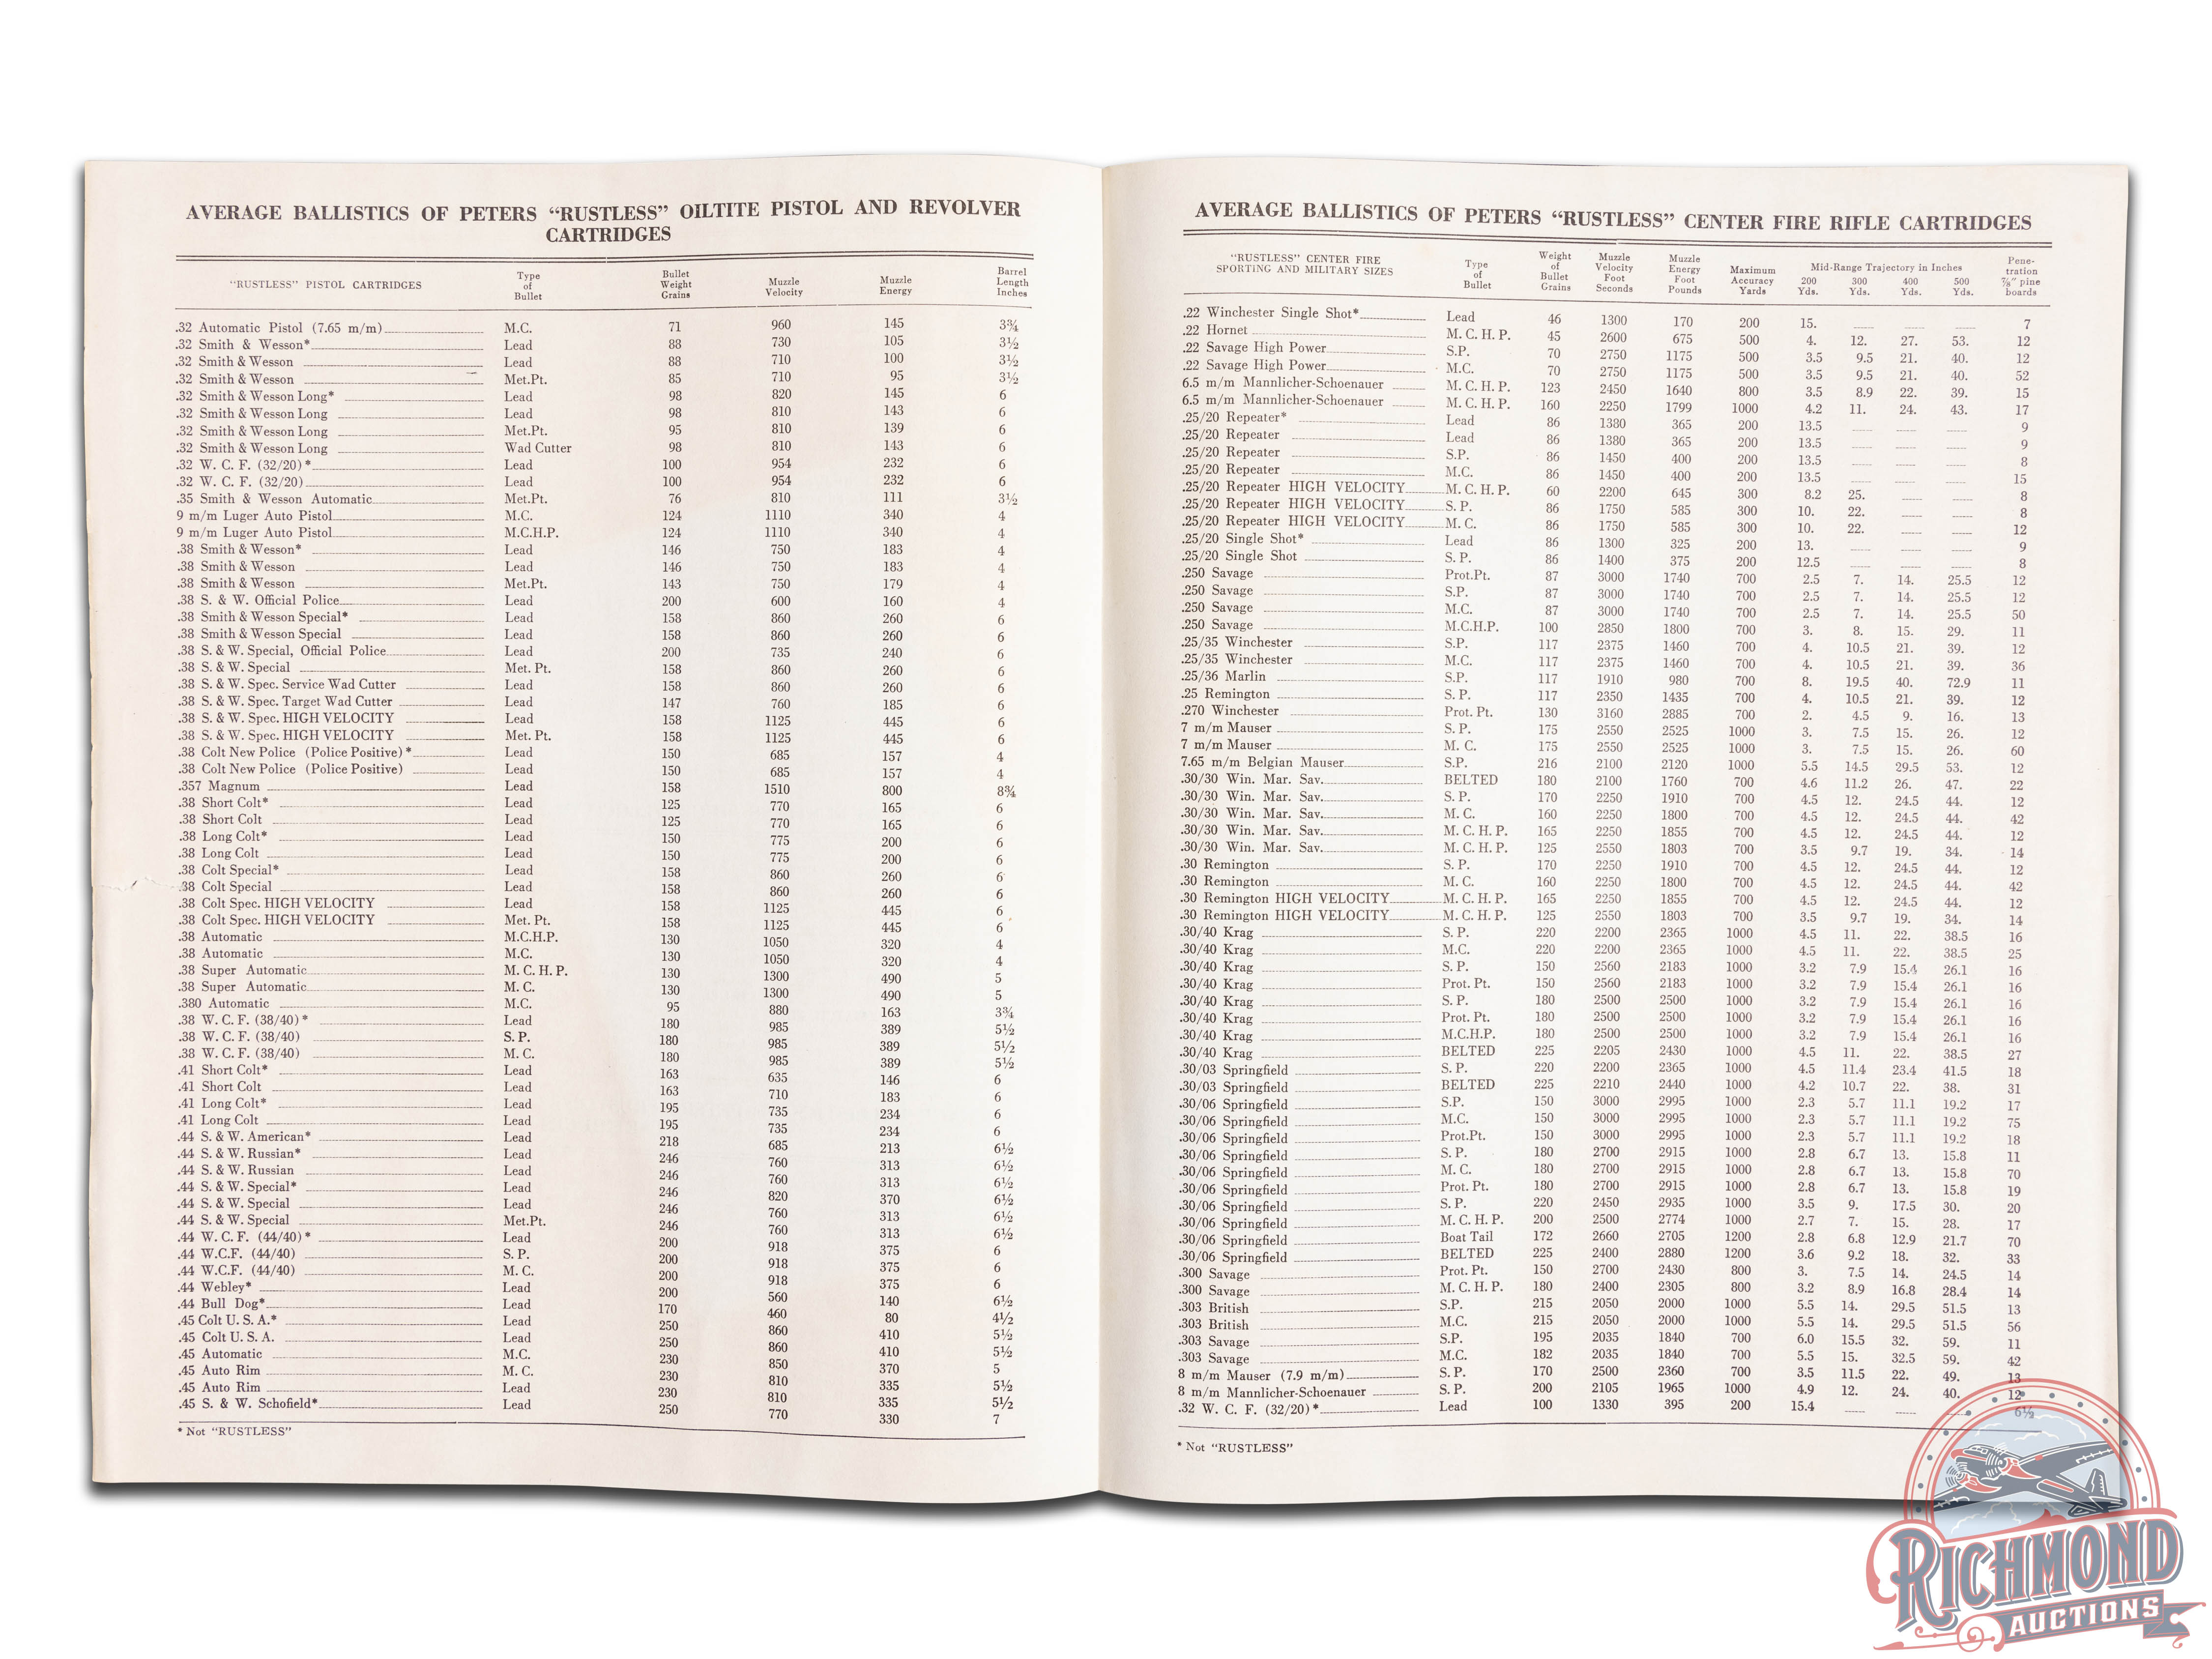 AVERAGE BALLISTICS OF PETERS “RUSTLESS” OILTITE PISTOL AND REVOLVER
CARTRIDGES
“RUSTLESS” PISTOL CARTRIDGES Type of Bullet Bullet Weight Grains Muzzle Velocity Muzzle Energy Barrel Length Inches
.32 Automatic Pistol (7.65 m/m) M.C. 71 960 145 3¾
.32 Smith & Wesson* Lead 88 730 105 3½
.32 Smith & Wesson Lead 88 710 100 3½
.32 Smith & Wesson Met.Pt. 85 710 95 3½
.32 Smith & Wesson Long* Lead 98 820 145 6
.32 Smith & Wesson Long Lead 98 810 143 6
.32 Smith & Wesson Long Met.Pt. 95 810 139 6
.32 Smith & Wesson Long Wad Cutter 98 810 143 6
.32 W. C. F. (32/20)* Lead 100 954 232 6
.32 W. C. F. (32/20) Lead 100 954 232 6
.35 Smith & Wesson Automatic Met.Pt. 76 810 111 3½
9 m/m Luger Auto Pistol M.C. 124 1110 340 4
9 m/m Luger Auto Pistol M.C.H.P. 124 1110 340 4
.38 Smith & Wesson* Lead 146 750 183 4
.38 Smith & Wesson Lead 146 750 183 4
.38 Smith & Wesson Met.Pt. 143 750 179 4
.38 S. & W. Official Police Lead 200 600 160 4
.38 Smith & Wesson Special* Lead 158 860 260 6
.38 Smith & Wesson Special Lead 158 860 260 6
.38 S. & W. Special, Official Police Lead 200 735 240 6
.38 S. & W. Special Met. Pt. 158 860 260 6
.38 S. & W. Spec. Service Wad Cutter Lead 158 860 260 6
.38 S. & W. Spec. Target Wad Cutter Lead 147 760 185 6
.38 S. & W. Spec. HIGH VELOCITY Lead 158 1125 445 6
.38 S. & W. Spec. HIGH VELOCITY Met. Pt. 158 1125 445 6
.38 Colt New Police (Police Positive)* Lead 150 685 157 4
.38 Colt New Police (Police Positive) Lead 150 685 157 4
.357 Magnum Lead 158 1510 800 8¾
.38 Short Colt* Lead 125 770 165 6
.38 Short Colt Lead 125 770 165 6
.38 Long Colt* Lead 150 775 200 6
.38 Long Colt Lead 150 775 200 6
.38 Colt Special* Lead 158 860 260 6
.38 Colt Special Lead 158 860 260 6
.38 Colt Spec. HIGH VELOCITY Lead 158 1125 445 6
.38 Colt Spec. HIGH VELOCITY Met. Pt. 158 1125 445 6
.38 Automatic M.C.H.P. 130 1050 320 4
.38 Automatic M.C. 130 1050 320 4
.38 Super Automatic M. C. H. P. 130 1300 490 5
.38 Super Automatic M. C. 130 1300 490 5
.380 Automatic M.C. 95 880 163 3¾
.38 W. C. F. (38/40)* Lead 180 985 389 5½
.38 W. C. F. (38/40) S. P. 180 985 389 5½
.38 W. C. F. (38/40) M. C. 180 985 389 5½
.41 Short Colt* Lead 163 635 146 6
.41 Short Colt Lead 163 710 183 6
.41 Long Colt* Lead 195 735 234 6
.41 Long Colt Lead 195 735 234 6
.44 S. & W. American* Lead 218 685 213 6½
.44 S. & W. Russian* Lead 246 760 313 6½
.44 S. & W. Russian Lead 246 760 313 6½
.44 S. & W. Special* Lead 246 820 370 6½
.44 S. & W. Special Lead 246 760 313 6½
.44 S. & W. Special Met.Pt. 246 760 313 6½
.44 W. C. F. (44/40)* Lead 200 918 375 6
.44 W.C.F. (44/40) S. P. 200 918 375 6
.44 W.C.F. (44/40) M. C. 200 918 375 6
.44 Webley* Lead 200 560 140 6½
.44 Bull Dog* Lead 170 460 80 4½
.45 Colt U. S. A.* Lead 250 860 410 5½
.45 Colt U. S. A. Lead 250 860 410 5½
.45 Automatic M.C. 230 850 370 5
.45 Auto Rim M. C. 230 810 335 5½
.45 Auto Rim Lead 230 810 335 5½
.45 S. & W. Schofield* Lead 250 770 330 7
* Not “RUSTLESS”
AVERAGE BALLISTICS OF PETERS “RUSTLESS” CENTER FIRE RIFLE CARTRIDGES
“RUSTLESS” CENTER FIRE SPORTING AND MILITARY SIZES Type of Bullet Weight of Bullet Grains Muzzle Velocity Foot Seconds Muzzle Energy Foot Pounds Maximum Accuracy Yards Mid-Range Trajectory in Inches 200 Yds. 300 Yds. 400 Yds. 500 Yds. Pene-tration ⅞" pine boards
.22 Winchester Single Shot* Lead 46 1300 170 200 15. 7
.22 Hornet M. C. H. P. 45 2600 675 500 4. 12. 27. 53. 12
.22 Savage High Power S.P. 70 2750 1175 500 3.5 9.5 21. 40. 12
.22 Savage High Power M.C. 70 2750 1175 500 3.5 9.5 21. 40. 52
6.5 m/m Mannlicher-Schoenauer M. C. H. P. 123 2450 1640 800 3.5 8.9 22. 39. 15
6.5 m/m Mannlicher-Schoenauer M. C. H. P. 160 2250 1799 1000 4.2 11. 24. 43. 17
.25/20 Repeater* Lead 86 1380 365 200 13.5 9
.25/20 Repeater Lead 86 1380 365 200 13.5 9
.25/20 Repeater S.P. 86 1450 400 200 13.5 8
.25/20 Repeater M.C. 86 1450 400 200 13.5 15
.25/20 Repeater HIGH VELOCITY M. C. H. P. 60 2200 645 300 8.2 25. 8
.25/20 Repeater HIGH VELOCITY S. P. 86 1750 585 300 10. 22. 8
.25/20 Repeater HIGH VELOCITY M. C. 86 1750 585 300 10. 22. 12
.25/20 Single Shot* Lead 86 1300 325 200 13. 9
.25/20 Single Shot S. P. 86 1400 375 200 12.5 8
.250 Savage Prot.Pt. 87 3000 1740 700 2.5 7. 14. 25.5 12
.250 Savage S.P. 87 3000 1740 700 2.5 7. 14. 25.5 12
.250 Savage M.C. 87 3000 1740 700 2.5 7. 14. 25.5 50
.250 Savage M.C.H.P. 100 2850 1800 700 3. 8. 15. 29. 11
.25/35 Winchester S.P. 117 2375 1460 700 4. 10.5 21. 39. 12
.25/35 Winchester M.C. 117 2375 1460 700 4. 10.5 21. 39. 36
.25/36 Marlin S.P. 117 1910 980 700 8. 19.5 40. 72.9 11
.25 Remington S. P. 117 2350 1435 700 4. 10.5 21. 39. 12
.270 Winchester Prot. Pt. 130 3160 2885 700 2. 4.5 9. 16. 13
7 m/m Mauser S. P. 175 2550 2525 1000 3. 7.5 15. 26. 12
7 m/m Mauser M. C. 175 2550 2525 1000 3. 7.5 15. 26. 60
7.65 m/m Belgian Mauser S.P. 216 2100 2120 1000 5.5 14.5 29.5 53. 12
.30/30 Win. Mar. Sav. BELTED 180 2100 1760 700 4.6 11.2 26. 47. 22
.30/30 Win. Mar. Sav. S. P. 170 2250 1910 700 4.5 12. 24.5 44. 12
.30/30 Win. Mar. Sav. M. C. 160 2250 1800 700 4.5 12. 24.5 44. 42
.30/30 Win. Mar. Sav. M. C. H. P. 165 2250 1855 700 4.5 12. 24.5 44. 12
.30/30 Win. Mar. Sav. M. C. H. P. 125 2550 1803 700 3.5 9.7 19. 34. 14
.30 Remington S. P. 170 2250 1910 700 4.5 12. 24.5 44. 12
.30 Remington M. C. 160 2250 1800 700 4.5 12. 24.5 44. 42
.30 Remington HIGH VELOCITY M. C. H. P. 165 2250 1855 700 4.5 12. 24.5 44. 12
.30 Remington HIGH VELOCITY M. C. H. P. 125 2550 1803 700 3.5 9.7 19. 34. 14
.30/40 Krag S. P. 220 2200 2365 1000 4.5 11. 22. 38.5 16
.30/40 Krag M.C. 220 2200 2365 1000 4.5 11. 22. 38.5 25
.30/40 Krag S. P. 150 2560 2183 1000 3.2 7.9 15.4 26.1 16
.30/40 Krag Prot. Pt. 150 2560 2183 1000 3.2 7.9 15.4 26.1 16
.30/40 Krag S. P. 180 2500 2500 1000 3.2 7.9 15.4 26.1 16
.30/40 Krag Prot. Pt. 180 2500 2500 1000 3.2 7.9 15.4 26.1 16
.30/40 Krag M.C.H.P. 180 2500 2500 1000 3.2 7.9 15.4 26.1 16
.30/40 Krag BELTED 225 2205 2430 1000 4.5 11. 22. 38.5 27
.30/03 Springfield S. P. 220 2200 2365 1000 4.5 11.4 23.4 41.5 18
.30/03 Springfield BELTED 225 2210 2440 1000 4.2 10.7 22. 38. 31
.30/06 Springfield S.P. 150 3000 2995 1000 2.3 5.7 11.1 19.2 17
.30/06 Springfield M.C. 150 3000 2995 1000 2.3 5.7 11.1 19.2 75
.30/06 Springfield Prot.Pt. 150 3000 2995 1000 2.3 5.7 11.1 19.2 18
.30/06 Springfield S. P. 180 2700 2915 1000 2.8 6.7 13. 15.8 11
.30/06 Springfield M. C. 180 2700 2915 1000 2.8 6.7 13. 15.8 70
.30/06 Springfield Prot. Pt. 180 2700 2915 1000 2.8 6.7 13. 15.8 19
.30/06 Springfield S. P. 220 2450 2935 1000 3.5 9. 17.5 30. 20
.30/06 Springfield M. C. H. P. 200 2500 2774 1000 2.7 7. 15. 28. 17
.30/06 Springfield Boat Tail 172 2660 2705 1200 2.8 6.8 12.9 21.7 70
.30/06 Springfield BELTED 225 2400 2880 1200 3.6 9.2 18. 32. 33
.300 Savage Prot. Pt. 150 2700 2430 800 3. 7.5 14. 24.5 14
.300 Savage M. C. H. P. 180 2400 2305 800 3.2 8.9 16.8 28.4 14
.303 British S.P. 215 2050 2000 1000 5.5 14. 29.5 51.5 13
.303 British M.C. 215 2050 2000 1000 5.5 14. 29.5 51.5 56
.303 Savage S.P. 195 2035 1840 700 6.0 15.5 32. 59. 11
.303 Savage M.C. 182 2035 1840 700 5.5 15. 32.5 59. 42
8 m/m Mauser (7.9 m/m) S. P. 170 2500 2360 700 3.5 11.5 22. 49. 13
8 m/m Mannlicher-Schoenauer S. P. 200 2105 1965 1000 4.9 12. 24. 40. 12
.32 W. C. F. (32/20)* Lead 100 1330 395 200 15.4 6½
* Not “RUSTLESS”
RICHMOND
AUCTIONS